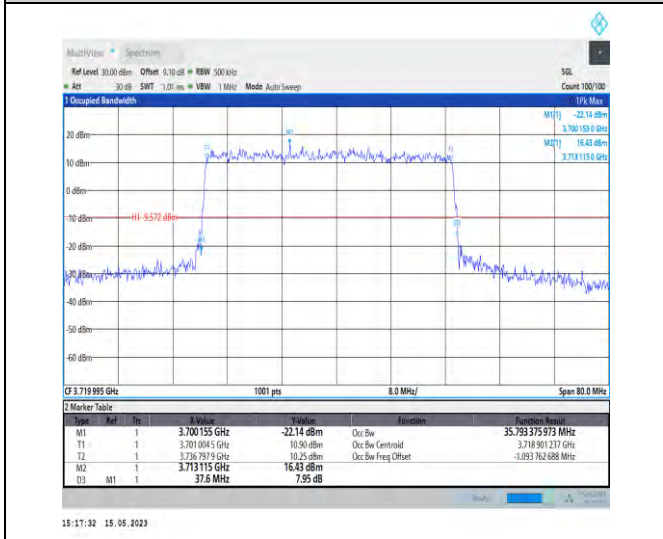 MultiView Spectrum
Ref Level 30.00 dBm Offset 9.10 dB RBW 500 kHz SGL
Att 30 dB SWT 1.01 ms VBW 1 MHz Mode Auto Sweep Count 100/100
1 Occupied Bandwidth 1Pk Max
M1[1] -22.14 dBm
3.700 155 0 GHz
M2[1] 16.43 dBm
3.713 115 0 GHz
M2
T1
20 dBm
10 dBm
0 dBm
-10 dBm H1 -9.572 dBm
-20 dBm
-30 dBm
-40 dBm
-50 dBm
-60 dBm
CF 3.719 995 GHz 1001 pts 8.0 MHz/ Span 80.0 MHz
2 Marker Table
Type Ref Trc X-Value Y-Value Function Function Result
M1 1 3.700155 GHz -22.14 dBm Occ Bw 35.793 375 973 MHz
T1 1 3.701 004 5 GHz 10.90 dBm Occ Bw Centroid 3.718 901 237 GHz
T2 1 3.736 797 9 GHz 10.25 dBm Occ Bw Freq Offset -1.093 762 688 MHz
M2 1 3.713115 GHz 16.43 dBm
D3 M1 1 37.6 MHz 7.95 dB
15:17:32 15.05.2023